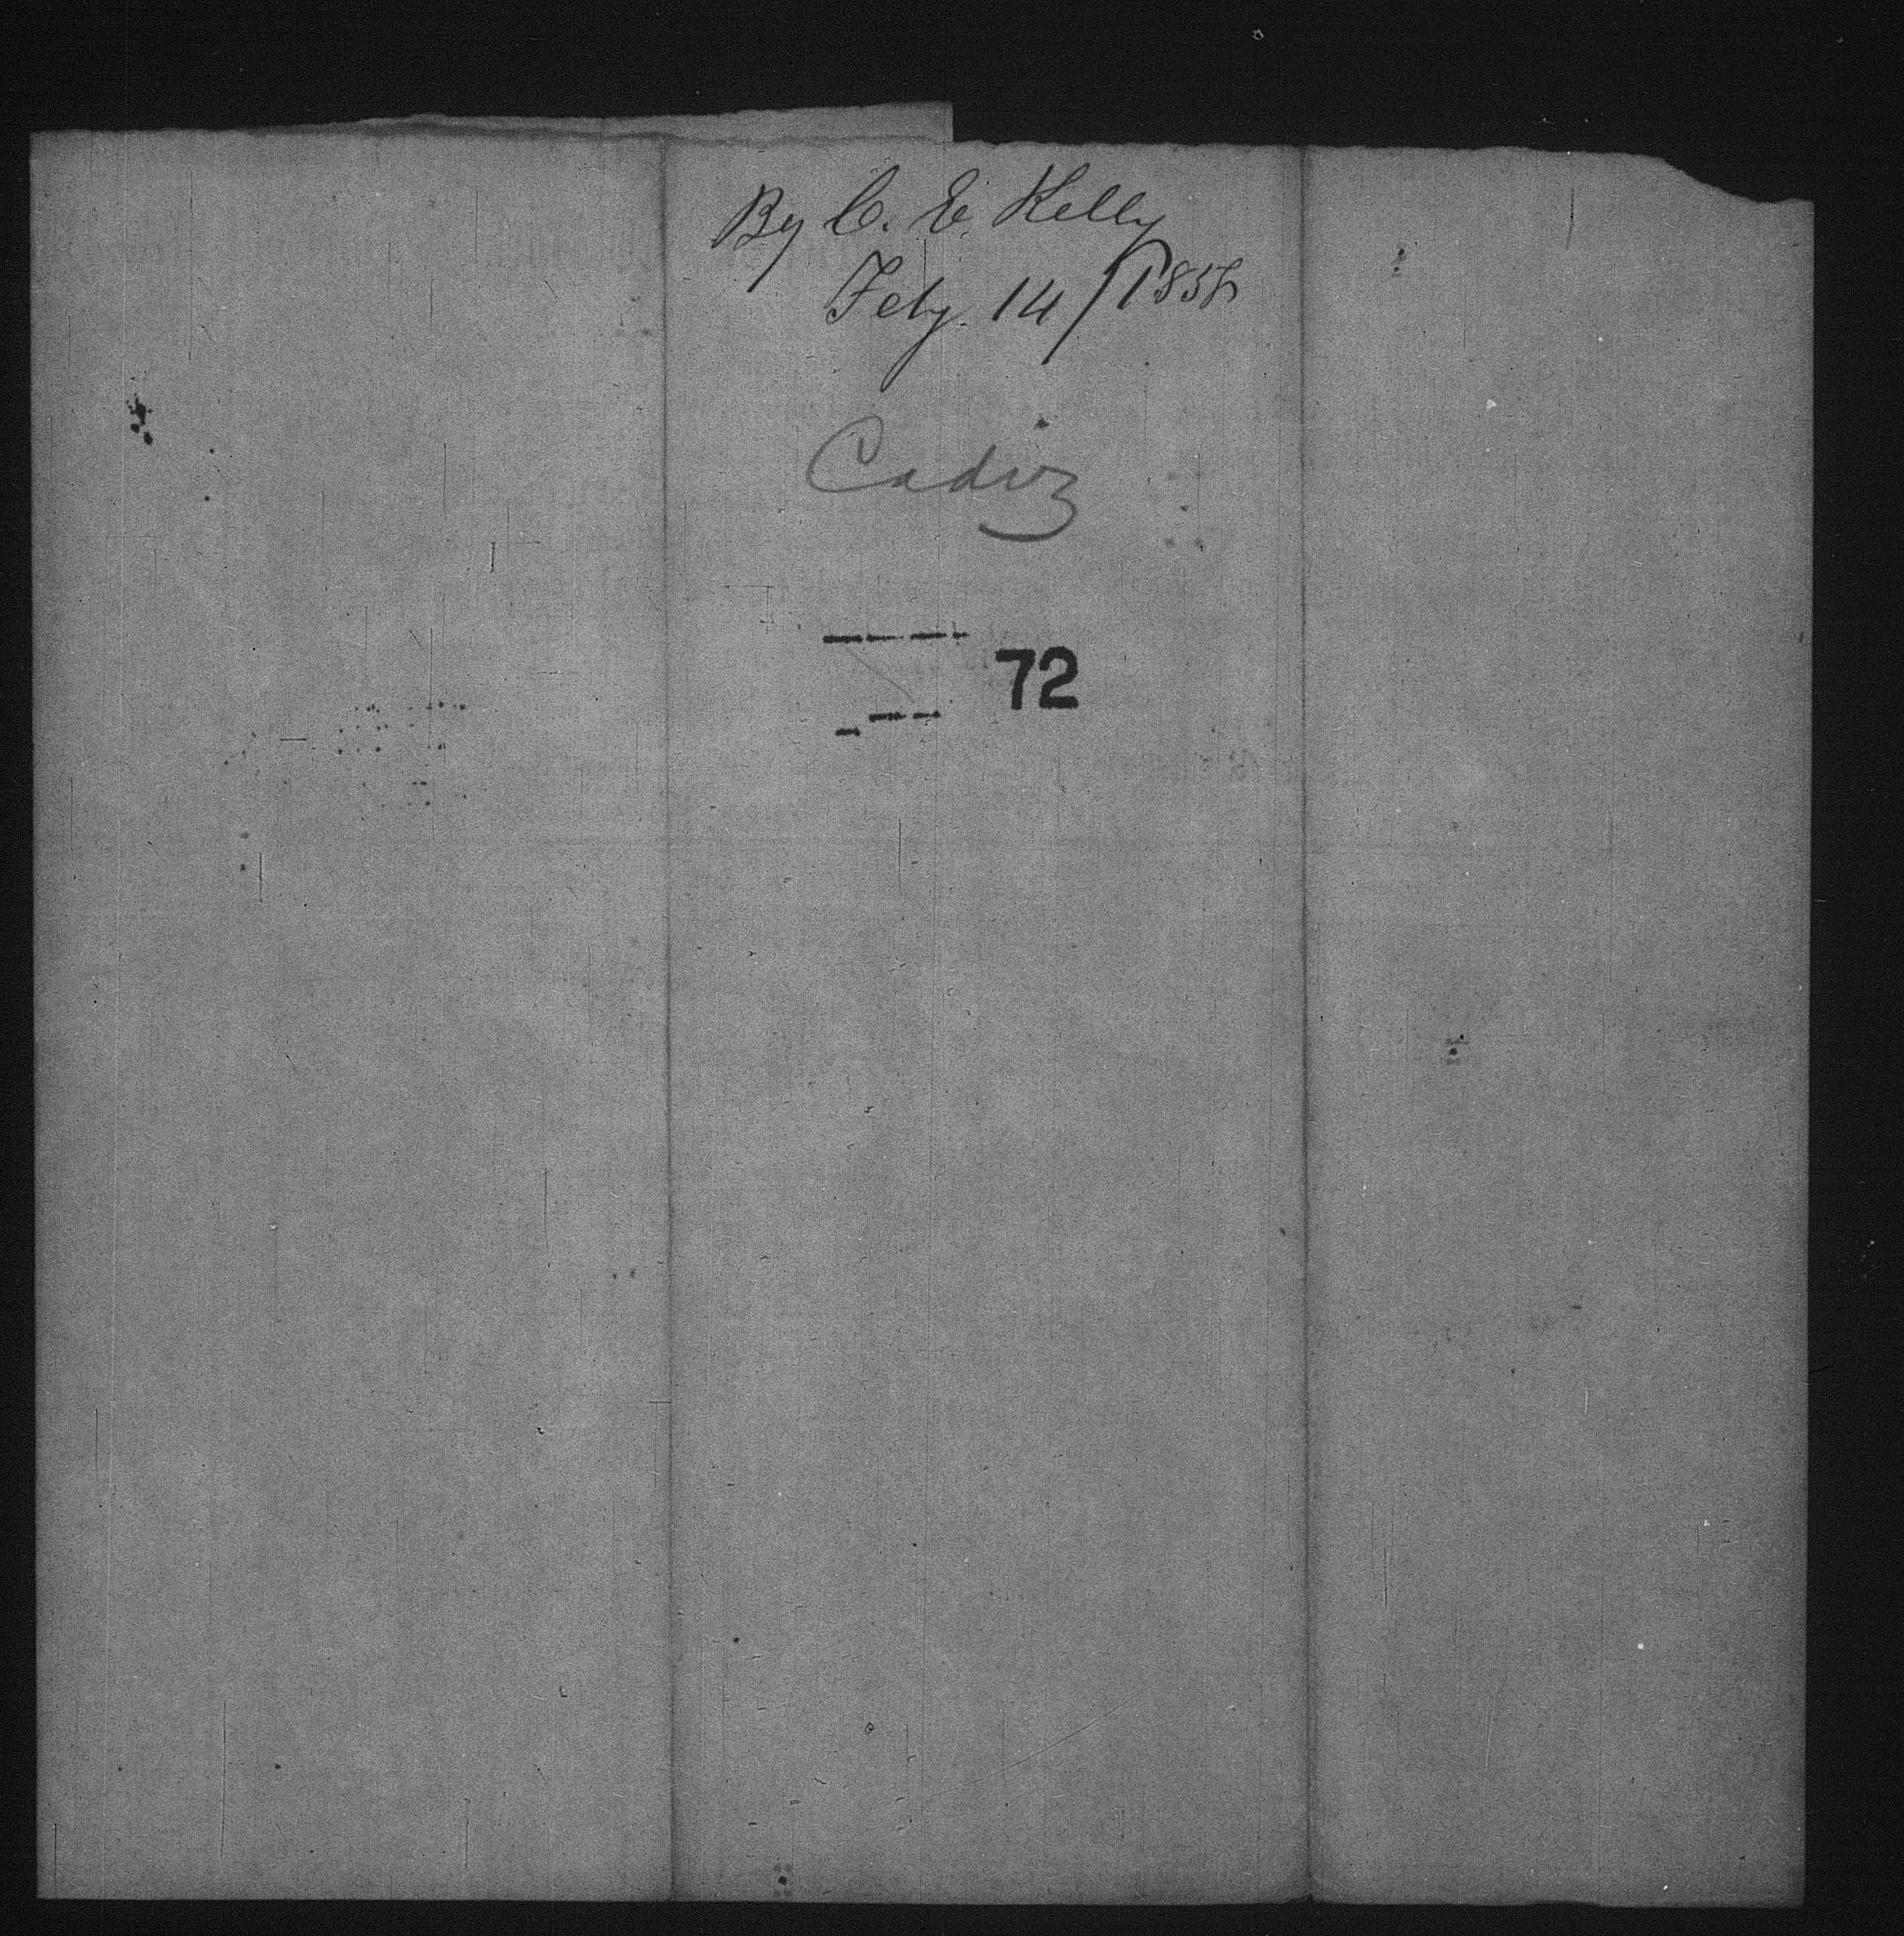 By C. E. Kelly
Feby. 14/1856
Cadiz
72